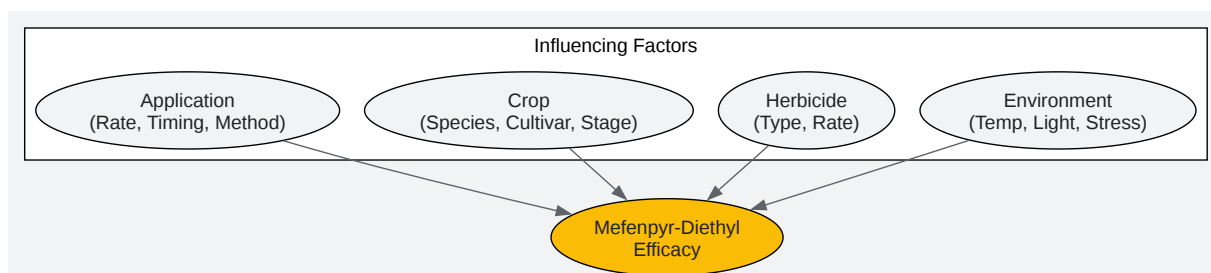 Influencing Factors
Application
(Rate, Timing, Method)
Crop
(Species, Cultivar, Stage)
Herbicide
(Type, Rate)
Environment
(Temp, Light, Stress)
Mefenpyr-Diethyl
Efficacy